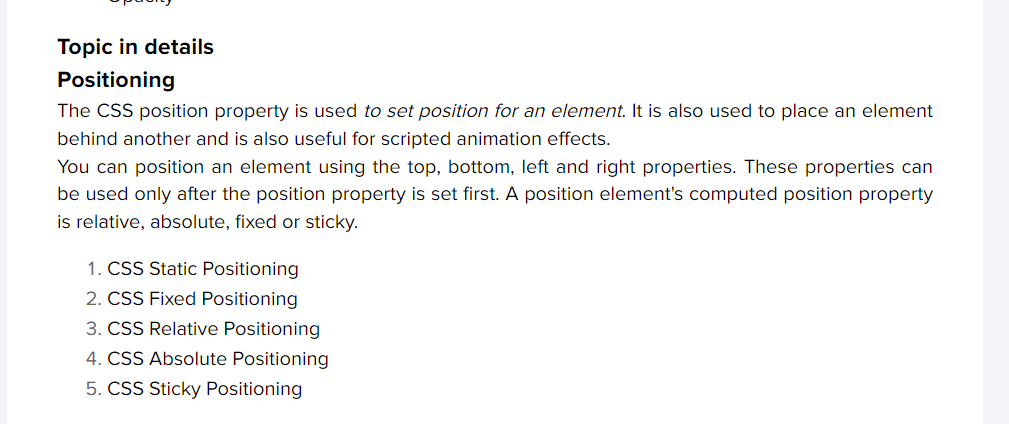 Opacity
Topic in details
Positioning
The CSS position property is used to set position for an element. It is also used to place an element
behind another and is also useful for scripted animation effects.
You can position an element using the top, bottom, left and right properties. These properties can
be used only after the position property is set first. A position element's computed position property
is relative, absolute, fixed or sticky.
1. CSS Static Positioning
2. CSS Fixed Positioning
3. CSS Relative Positioning
4. CSS Absolute Positioning
5. CSS Sticky Positioning